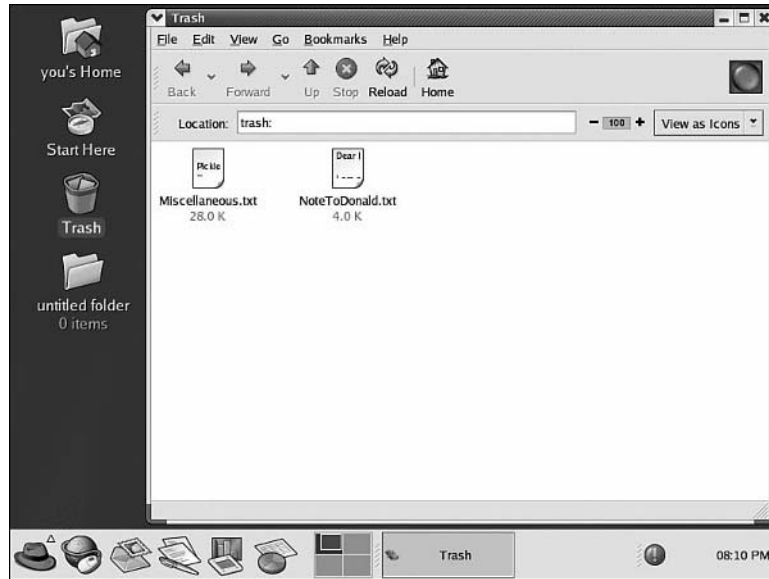 Trash
File Edit View Go Bookmarks Help
Back Forward Up Stop Reload Home
Location: trash: 100 View as Icons
you's Home
Start Here
Trash
untitled folder
0 items
Pickle
Miscellaneous.txt
28.0 K
Dear
NoteToDonald.txt
4.0 K
Trash 08:10 PM